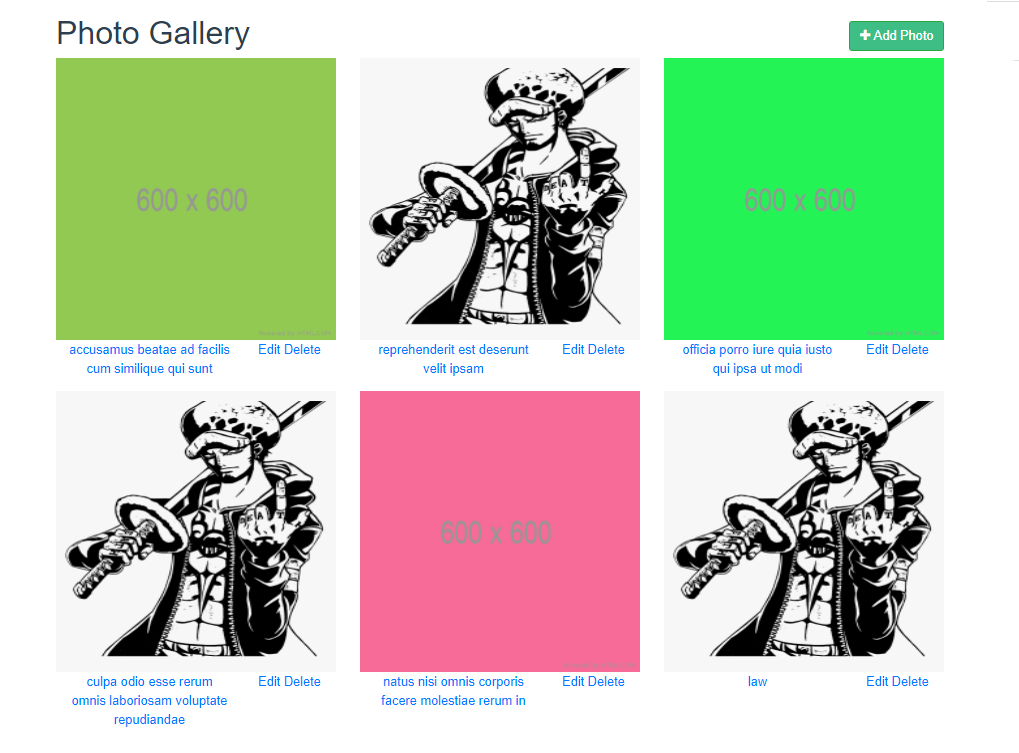 Photo Gallery
Add Photo
600 x 600
600 x 600
accusamus beatae ad facilis
cum similique qui sunt
Edit Delete
reprehenderit est deserunt
velit ipsam
Edit Delete
officia porro iure quia iusto
qui ipsa ut modi
Edit Delete
600 x 600
culpa odio esse rerum
omnis laboriosam voluptate
repudiandae
Edit Delete
natus nisi omnis corporis
facere molestiae rerum in
Edit Delete
law
Edit Delete